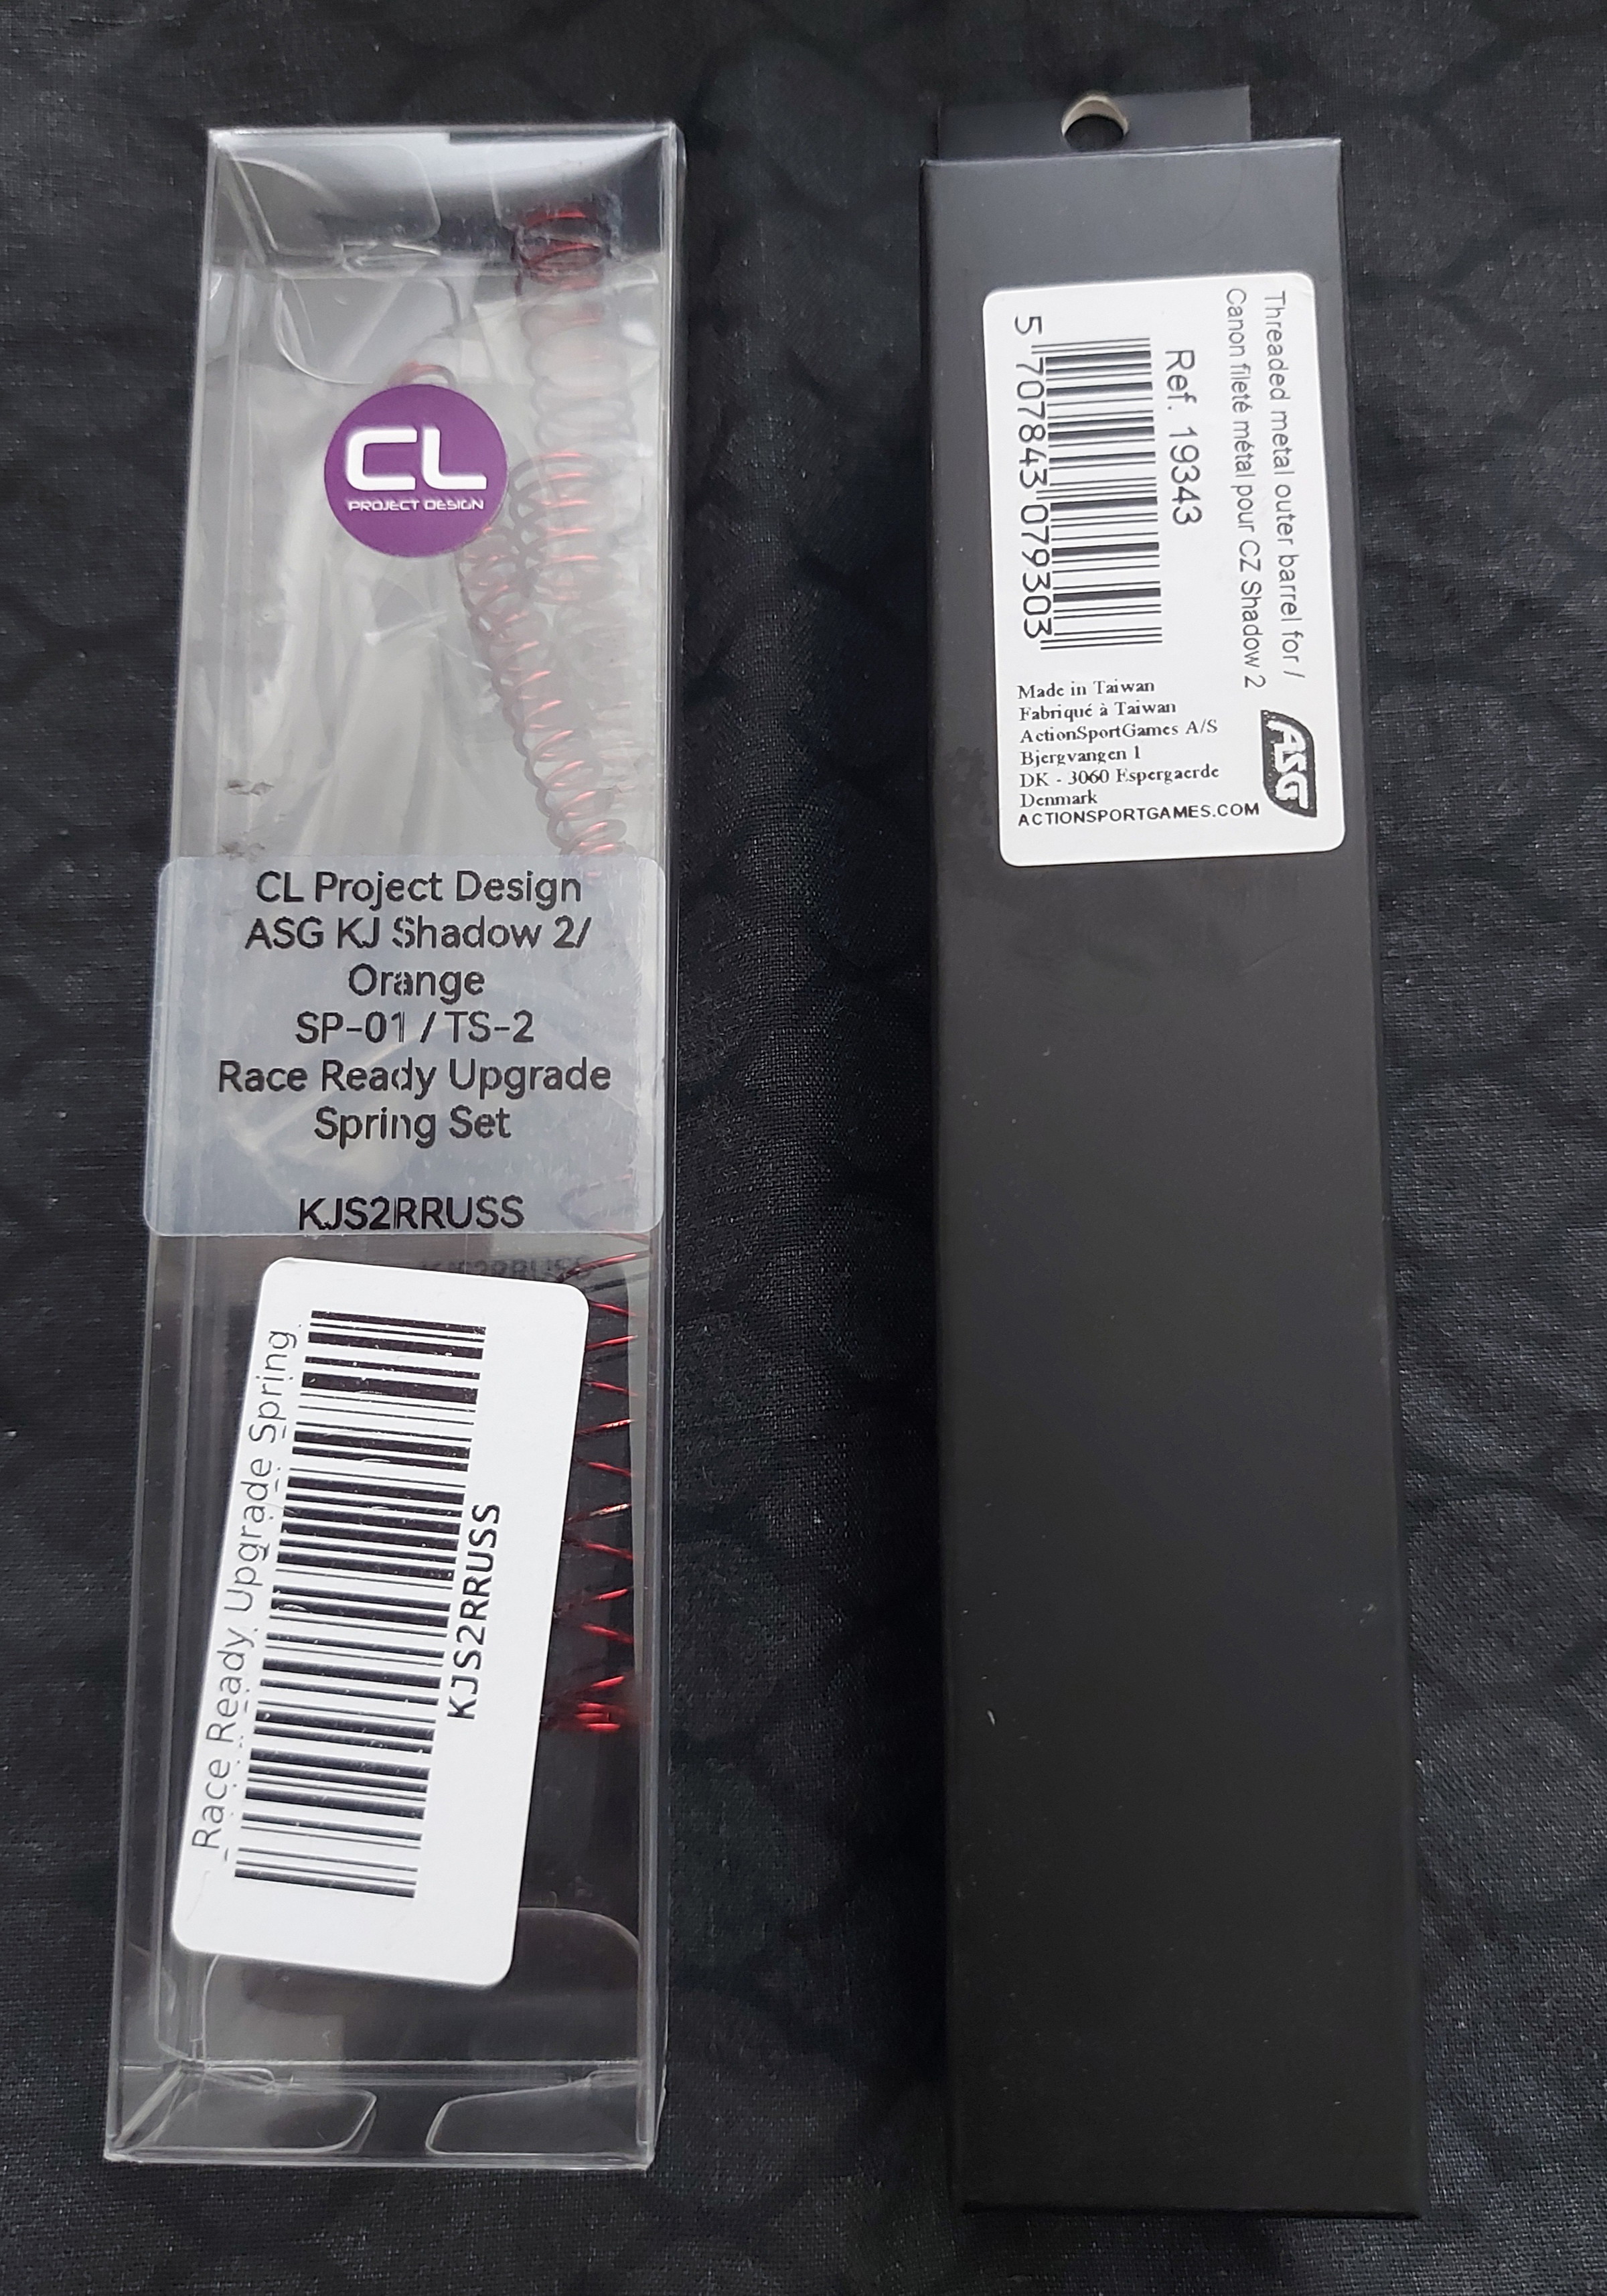 CL
PROJECT DESIGN
CL Project Design
ASG KJ Shadow 2/
Orange
SP-01 / TS-2
Race Ready Upgrade
Spring Set
KJS2RRUSS
KJS2RRUSS
Race Ready Upgrade Spring
KJS2RRUSS
Threaded metal outer barrel for /
Canon fileté métal pour CZ Shadow 2
Ref. 19343
5 707843 079303
ASG
Made in Taiwan
Fabriqué à Taiwan
ActionSportGames A/S
Bjergvangen 1
DK - 3060 Espergaerde
Denmark
ACTIONSPORTGAMES.COM